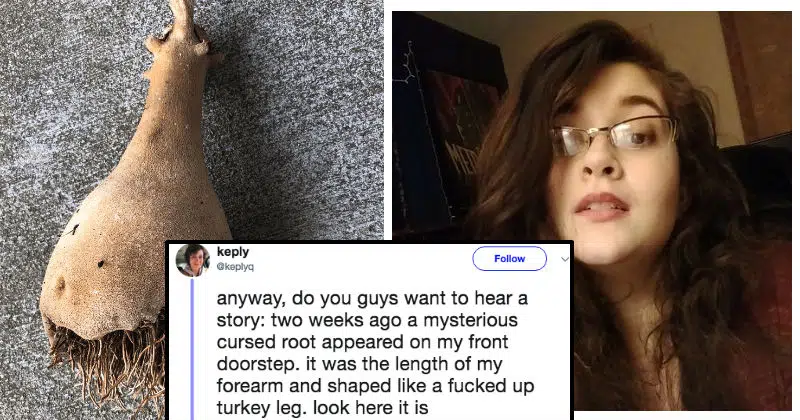 MED
keply
@keplyq
Follow
anyway, do you guys want to hear a
story: two weeks ago a mysterious
cursed root appeared on my front
doorstep. it was the length of my
forearm and shaped like a fucked up
turkey leg. look here it is